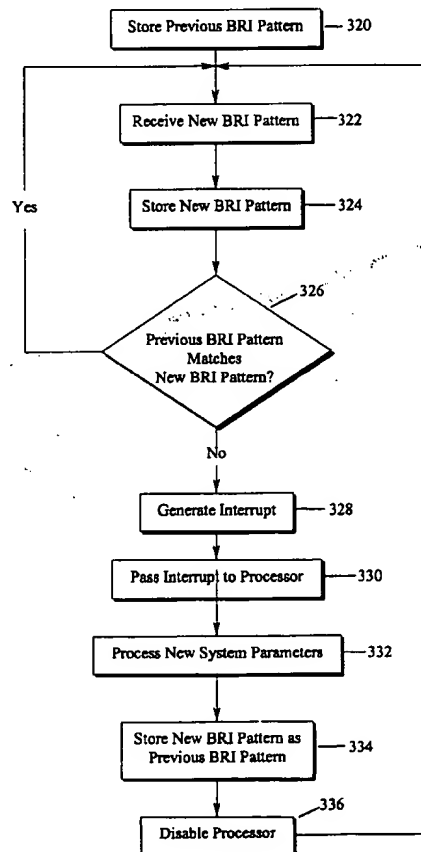 Store Previous BRI Pattern
320
Receive New BRI Pattern
322
Yes
Store New BRI Pattern
324
326
Previous BRI Pattern
Matches
New BRI Pattern?
No
Generate Interrupt
328
Pass Interrupt to Processor
330
Process New System Parameters
332
Store New BRI Pattern as
Previous BRI Pattern
334
336
Disable Processor